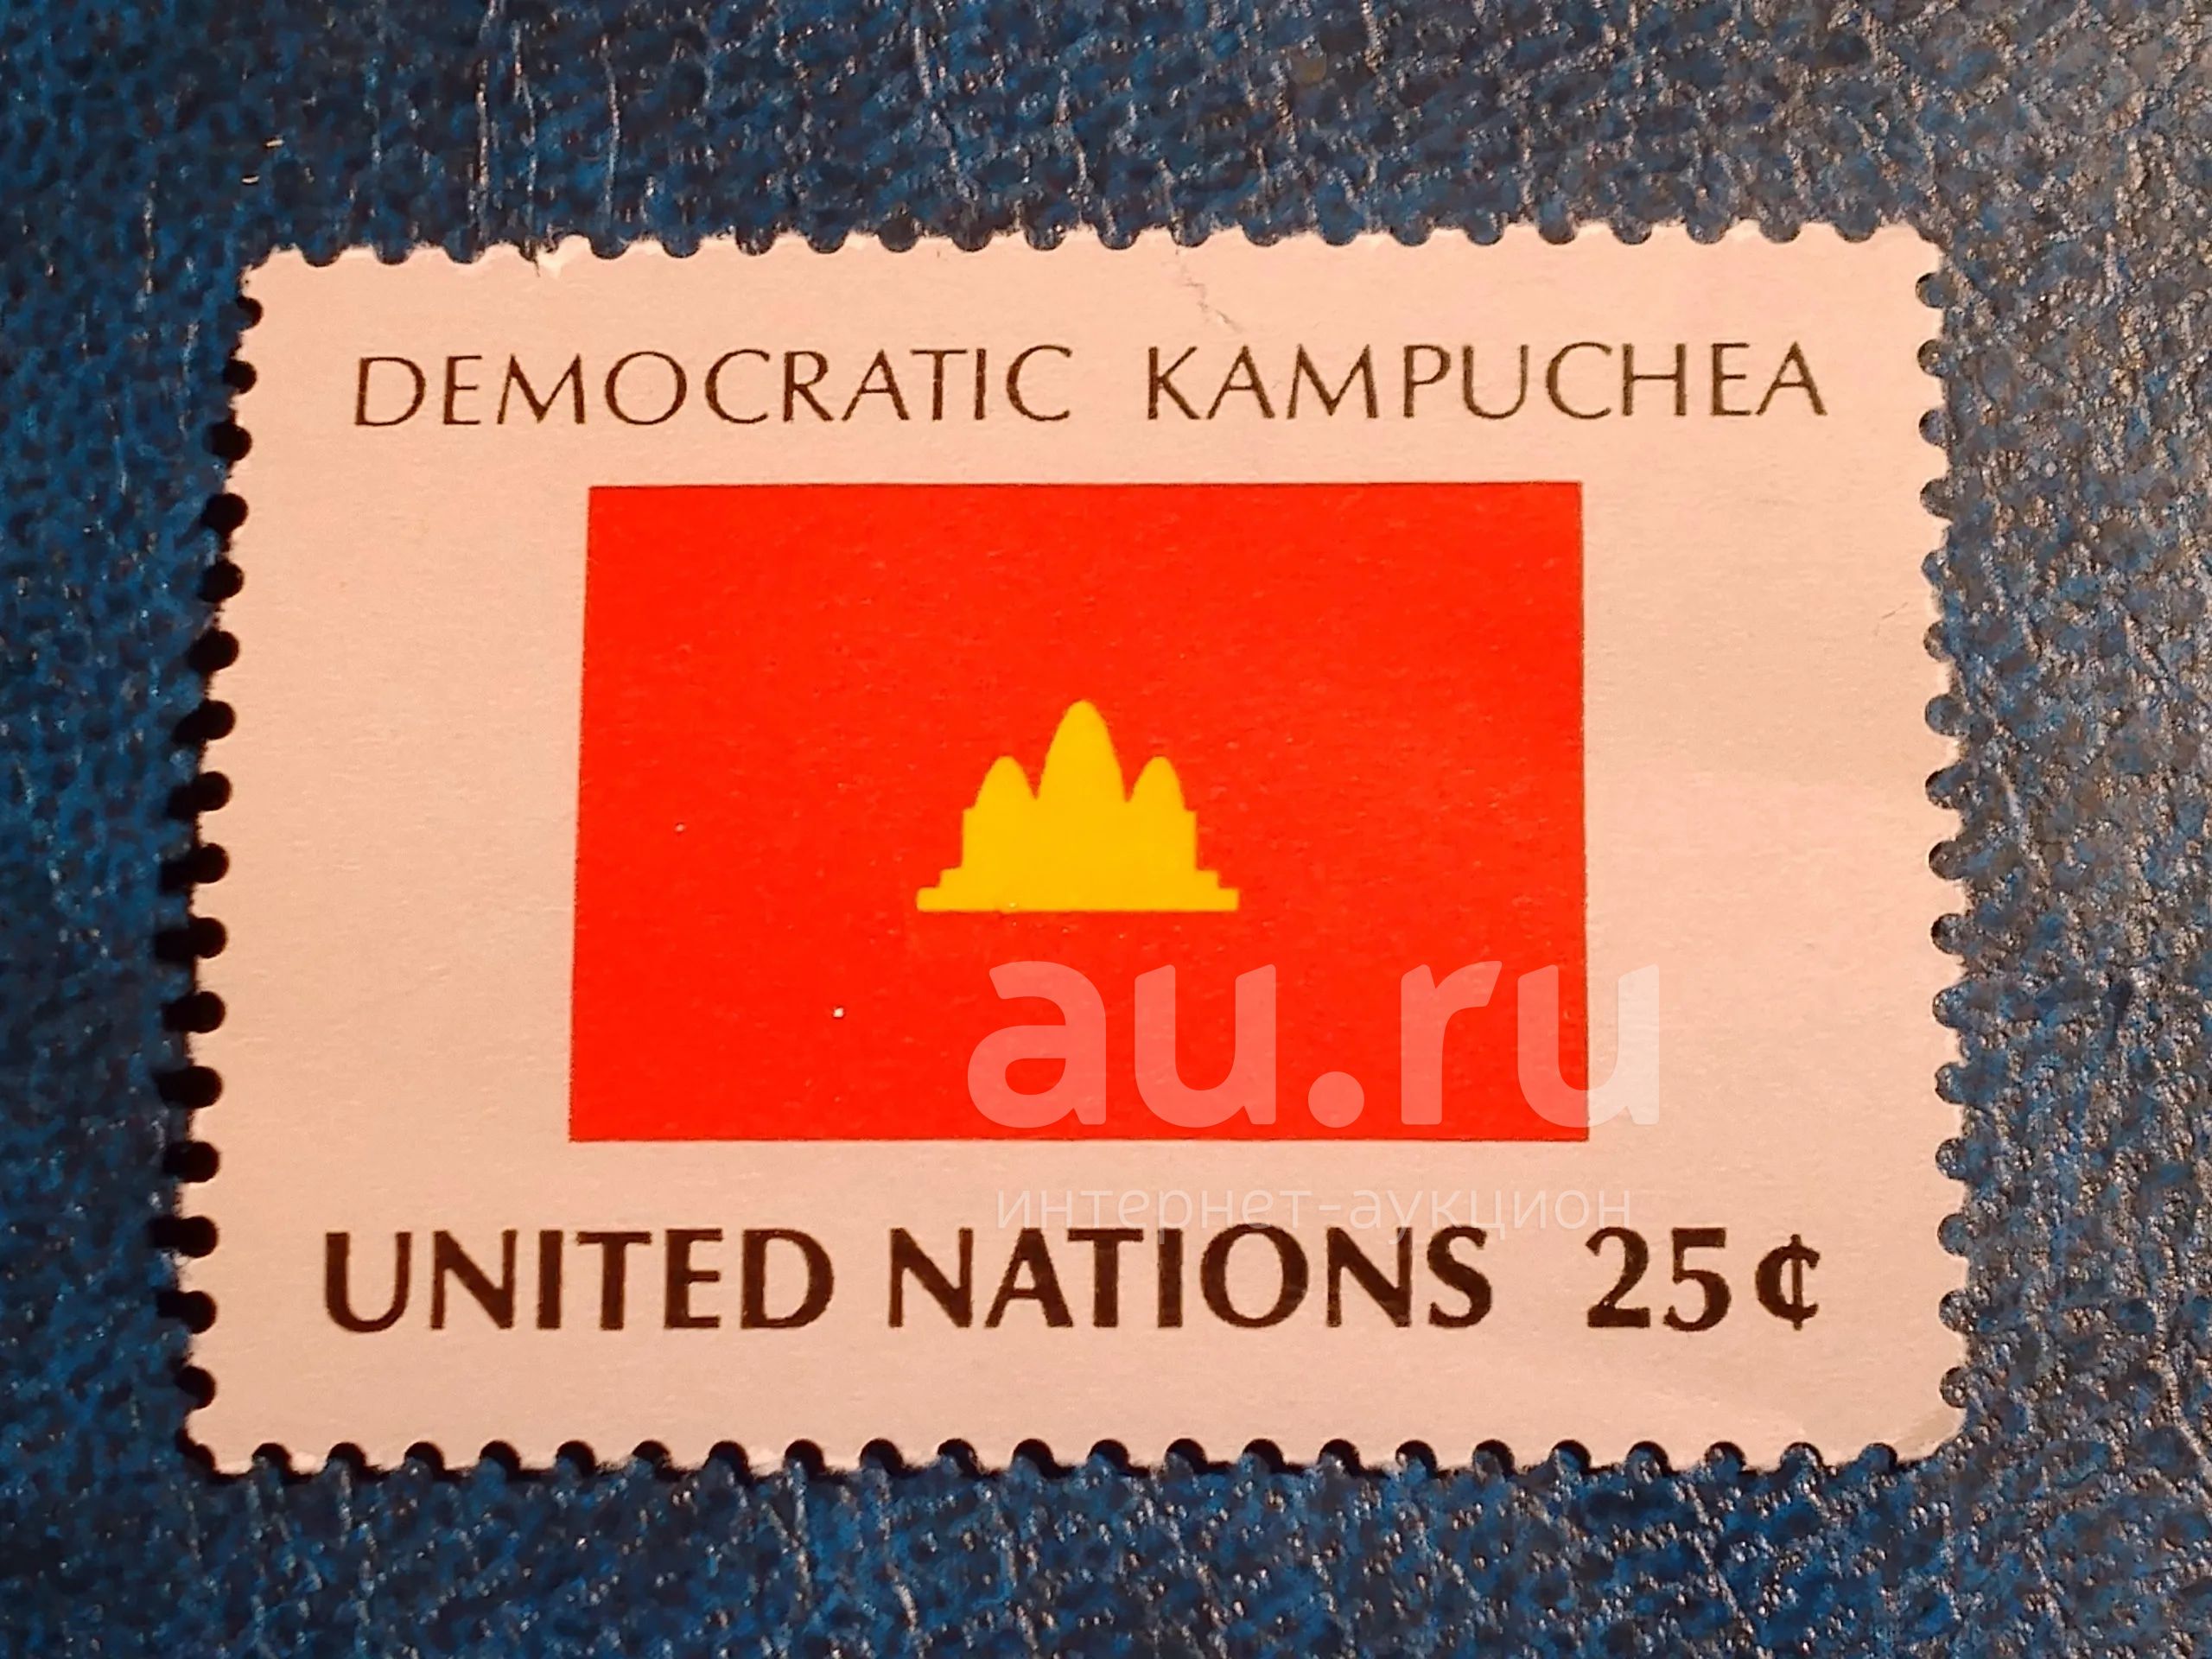 DEMOCRATIC KAMPUCHEA
au.ru
интернет-аукцион
UNITED NATIONS 25¢